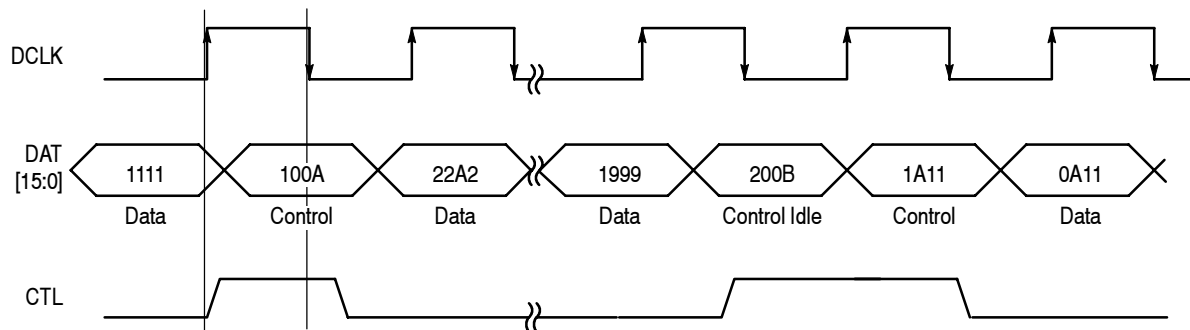 DCLK
DAT
[15:0]
1111 100A 22A2 1999 200B 1A11 0A11
Data Control Data Data Control Idle Control Data
CTL